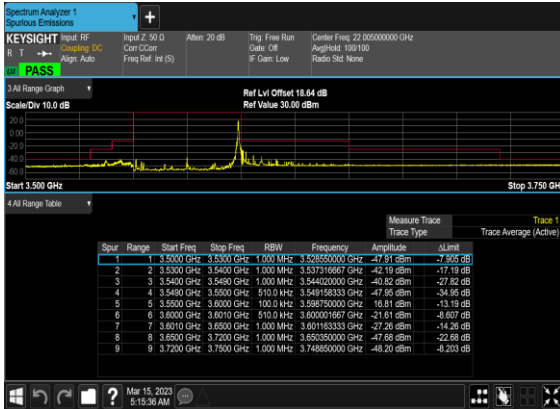 Spectrum Analyzer 1
Spurious Emissions
+
KEYSIGHT Input: RF Input Z: 50 Ω Atten: 20 dB Trig: Free Run Center Freq: 22.005000000 GHz
R T Coupling: DC Corr CCorr Gate: Off Avg|Hold: 100/100
Align: Auto Freq Ref: Int (S) IF Gain: Low Radio Std: None
PASS
3 All Range Graph
Ref Lvl Offset 18.64 dB
Scale/Div 10.0 dB Ref Value 30.00 dBm
20.0
0.00
-20.0
-40.0
-60.0
Start 3.500 GHz Stop 3.750 GH
4 All Range Table
Measure Trace Trace 1
Trace Type Trace Average (Active)
Spur Range Start Freq Stop Freq RBW Frequency Amplitude ΔLimit
1 1 3.5000 GHz 3.5300 GHz 1.000 MHz 3.528550000 GHz -47.91 dBm -7.905 dB
2 2 3.5300 GHz 3.5400 GHz 1.000 MHz 3.537316667 GHz -42.19 dBm -17.19 dB
3 3 3.5400 GHz 3.5490 GHz 1.000 MHz 3.544020000 GHz -40.82 dBm -27.82 dB
4 4 3.5490 GHz 3.5500 GHz 510.0 kHz 3.549158333 GHz -47.95 dBm -34.95 dB
5 5 3.5500 GHz 3.6000 GHz 100.0 kHz 3.598750000 GHz 16.81 dBm -13.19 dB
6 6 3.6000 GHz 3.6010 GHz 510.0 kHz 3.600001667 GHz -21.61 dBm -8.607 dB
7 7 3.6010 GHz 3.6500 GHz 1.000 MHz 3.601163333 GHz -27.26 dBm -14.26 dB
8 8 3.6500 GHz 3.7200 GHz 1.000 MHz 3.650350000 GHz -47.68 dBm -22.68 dB
9 9 3.7200 GHz 3.7500 GHz 1.000 MHz 3.748850000 GHz -48.20 dBm -8.203 dB
? Mar 15, 2023
5:15:36 AM